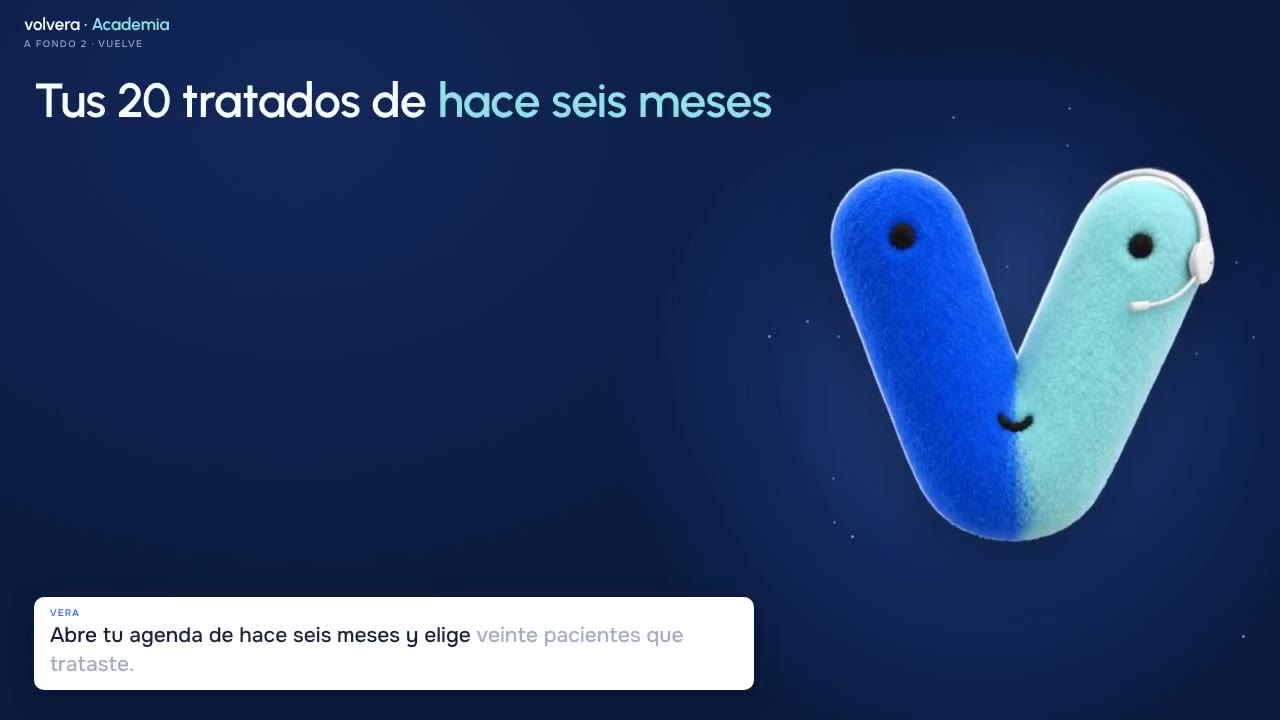 volvera · Academia
A FONDO 2 · VUELVE
Tus 20 tratados de hace seis meses
VERA
Abre tu agenda de hace seis meses y elige veinte pacientes que
trataste.